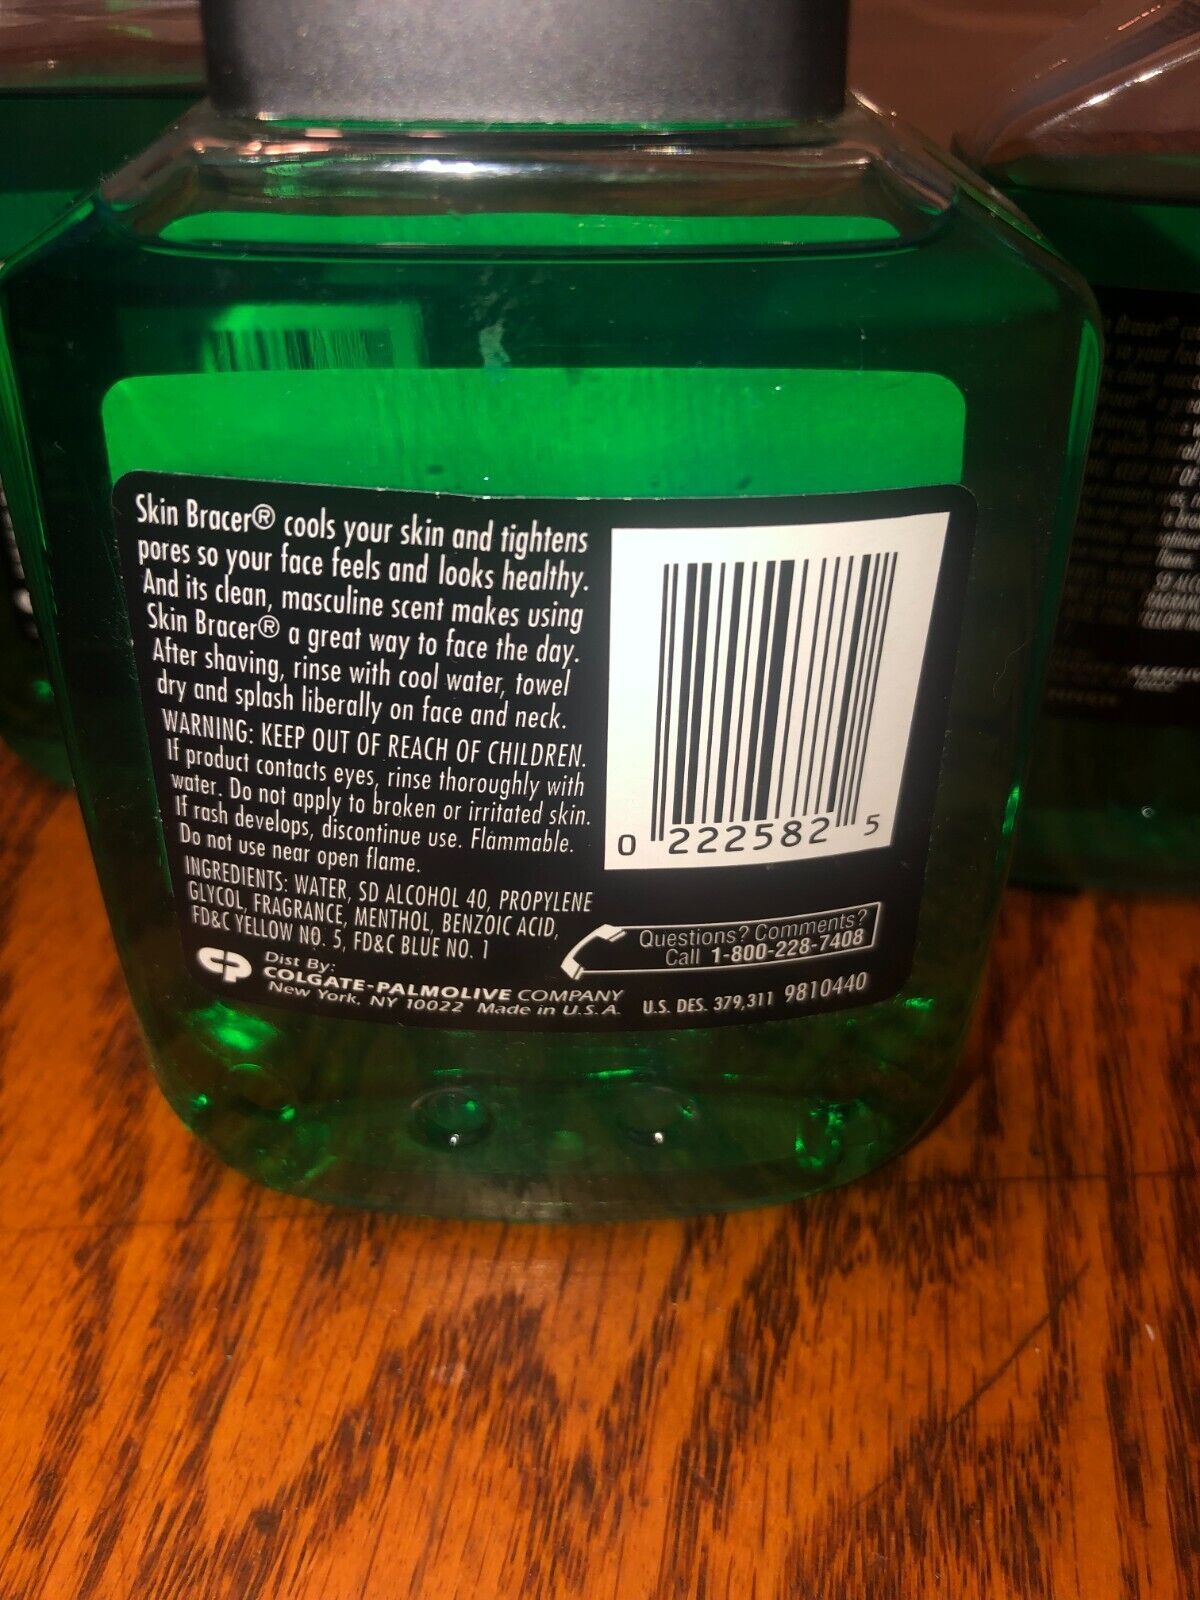 Skin Bracer® cools your skin and tightens
pores so your face feels and looks healthy.
And its clean, masculine scent makes using
Skin Bracer® a great way to face the day.
After shaving, rinse with cool water, towel
dry and splash liberally on face and neck.
WARNING: KEEP OUT OF REACH OF CHILDREN.
If product contacts eyes, rinse thoroughly with
water. Do not apply to broken or irritated skin.
If rash develops, discontinue use. Flammable.
Do not use near open flame.
INGREDIENTS: WATER, SD ALCOHOL 40, PROPYLENE
GLYCOL, FRAGRANCE, MENTHOL, BENZOIC ACID,
FD&C YELLOW NO. 5, FD&C BLUE NO. 1
CP
Dist By:
COLGATE-PALMOLIVE COMPANY
New York, NY 10022 Made in U.S.A.
0 222582 5
Questions? Comments?
Call 1-800-228-7408
U.S. DES. 379,311 9810440
Bracer®
so your face